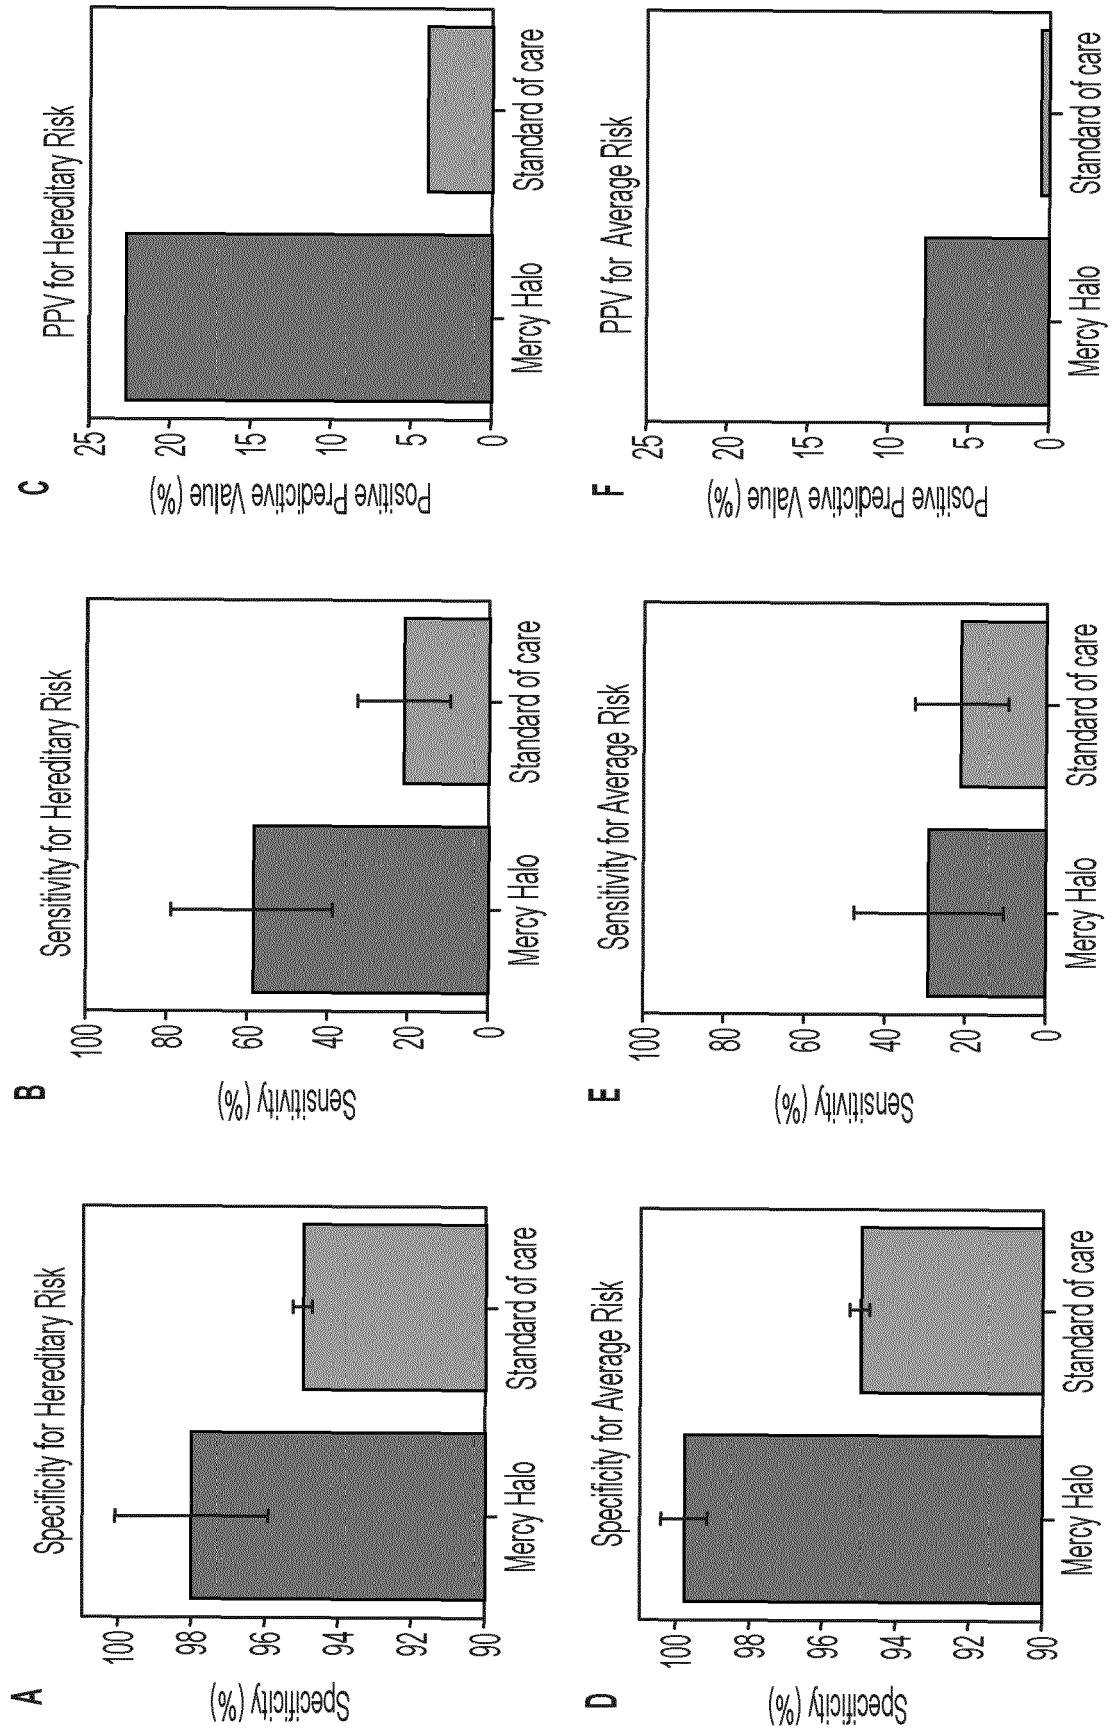 A
Specificity for Hereditary Risk
Specificity (%)
100
98
96
94
92
90
Mercy Halo
Standard of care
B
Sensitivity for Hereditary Risk
Sensitivity (%)
100
80
60
40
20
0
Mercy Halo
Standard of care
C
PPV for Hereditary Risk
Positive Predictive Value (%)
25
20
15
10
5
0
Mercy Halo
Standard of care
D
Specificity for Average Risk
Specificity (%)
100
98
96
94
92
90
Mercy Halo
Standard of care
E
Sensitivity for Average Risk
Sensitivity (%)
100
80
60
40
20
0
Mercy Halo
Standard of care
F
PPV for Average Risk
Positive Predictive Value (%)
25
20
15
10
5
0
Mercy Halo
Standard of care